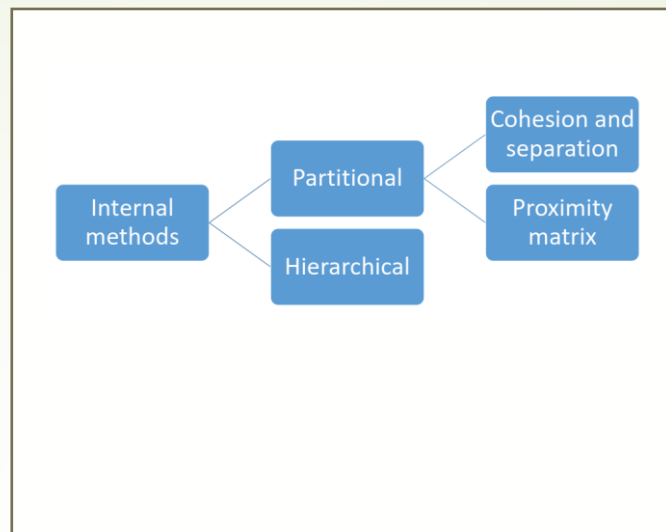 Internal
methods
Partitional
Hierarchical
Cohesion and
separation
Proximity
matrix